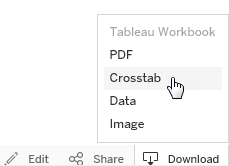 Tableau Workbook
PDF
Crosstab
Data
Image
Edit Share Download